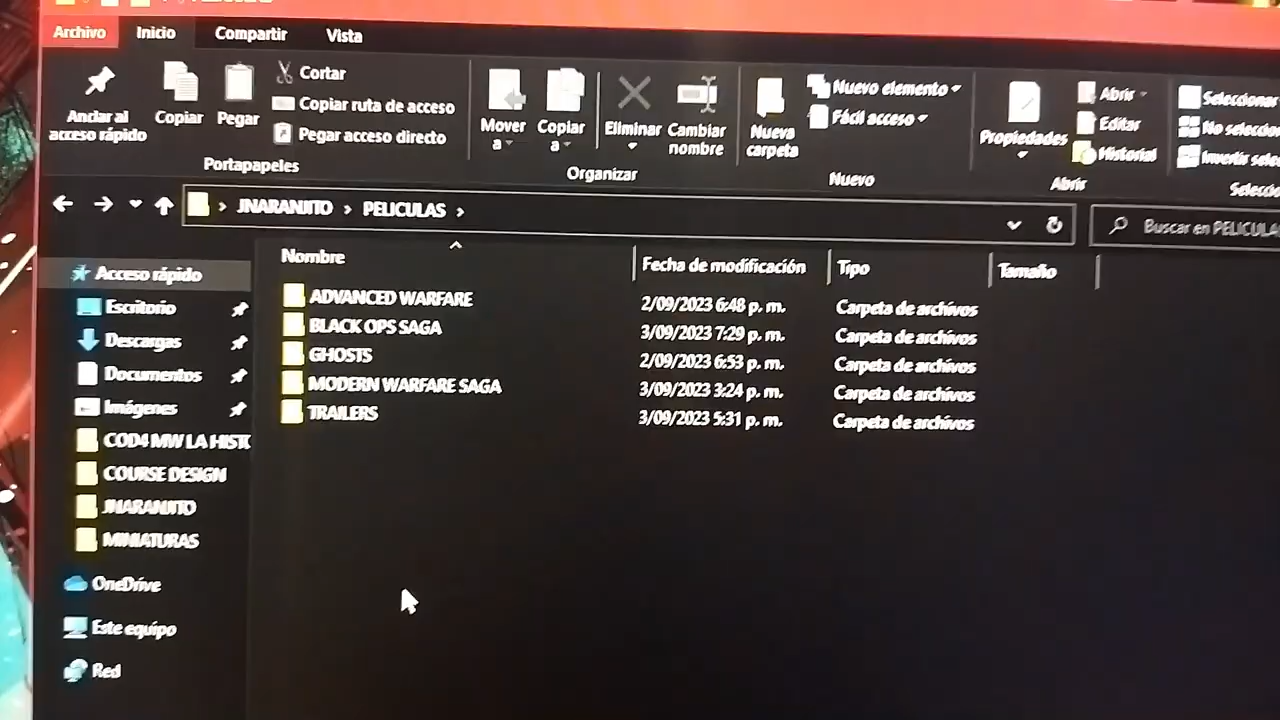 Archivo Inicio Compartir Vista
Anclar al acceso rápido
Copiar
Pegar
Cortar
Copiar ruta de acceso
Pegar acceso directo
Portapapeles
Mover a
Copiar a
Eliminar
Cambiar nombre
Organizar
Nueva carpeta
Nuevo elemento
Fácil acceso
Nuevo
Propiedades
Abrir
Editar
Historial
Abrir
Seleccionar
No selecci
Invertir sele
Selecci
JNARANJITO > PELICULAS >
Buscar en PELICULA
Nombre Fecha de modificación Tipo Tamaño
ADVANCED WARFARE 2/09/2023 6:48 p. m. Carpeta de archivos
BLACK OPS SAGA 3/09/2023 7:29 p. m. Carpeta de archivos
GHOSTS 2/09/2023 6:53 p. m. Carpeta de archivos
MODERN WARFARE SAGA 3/09/2023 3:24 p. m. Carpeta de archivos
TRAILERS 3/09/2023 5:31 p. m. Carpeta de archivos
Acceso rápido
Escritorio
Descargas
Documentos
Imágenes
COD4 MW LA HIST
COURSE DESIGN
JNARANJITO
MINIATURAS
OneDrive
Este equipo
Red